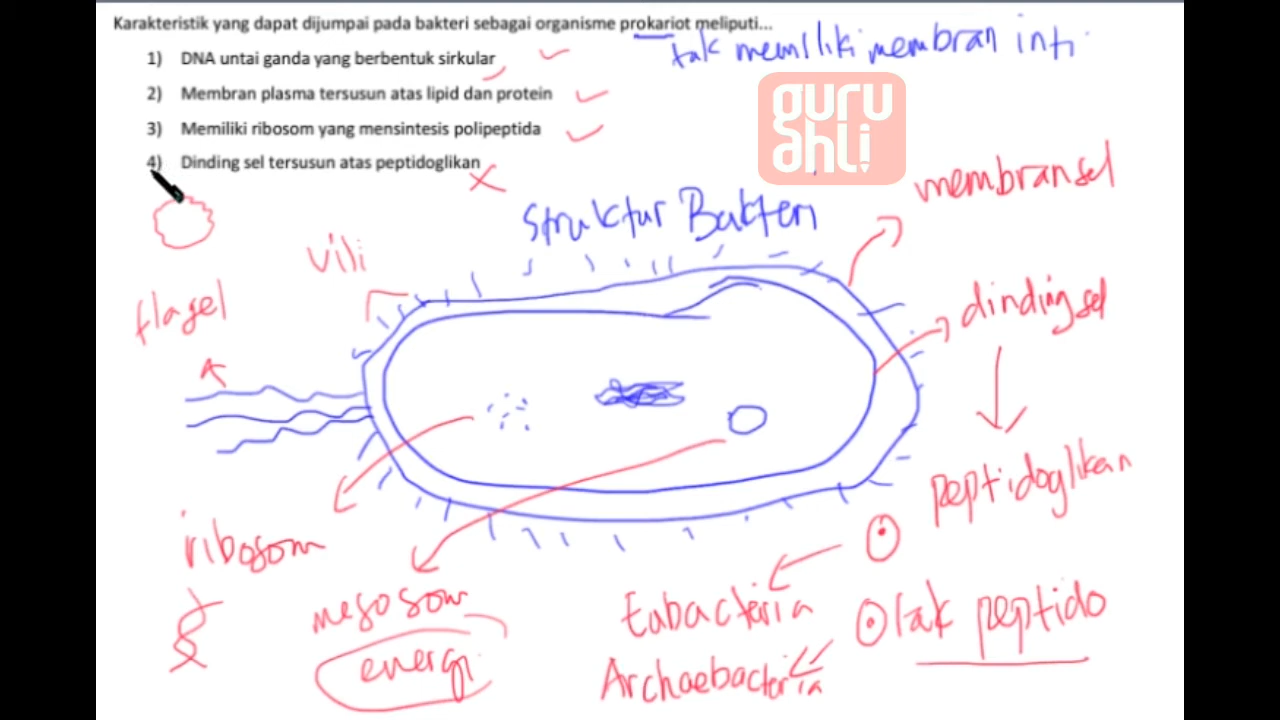 Karakteristik yang dapat dijumpai pada bakteri sebagai organisme prokariot meliputi...
tak memiliki membran inti
1) DNA untai ganda yang berbentuk sirkular
2) Membran plasma tersusun atas lipid dan protein
3) Memiliki ribosom yang mensintesis polipeptida
4) Dinding sel tersusun atas peptidoglikan
guru
ahli
membran sel
Struktur Bakteri
vili
flagel
dinding sel
peptidoglikan
ribosom
mesosom
energi
Eubacteria
tak peptido
Archaebacteria